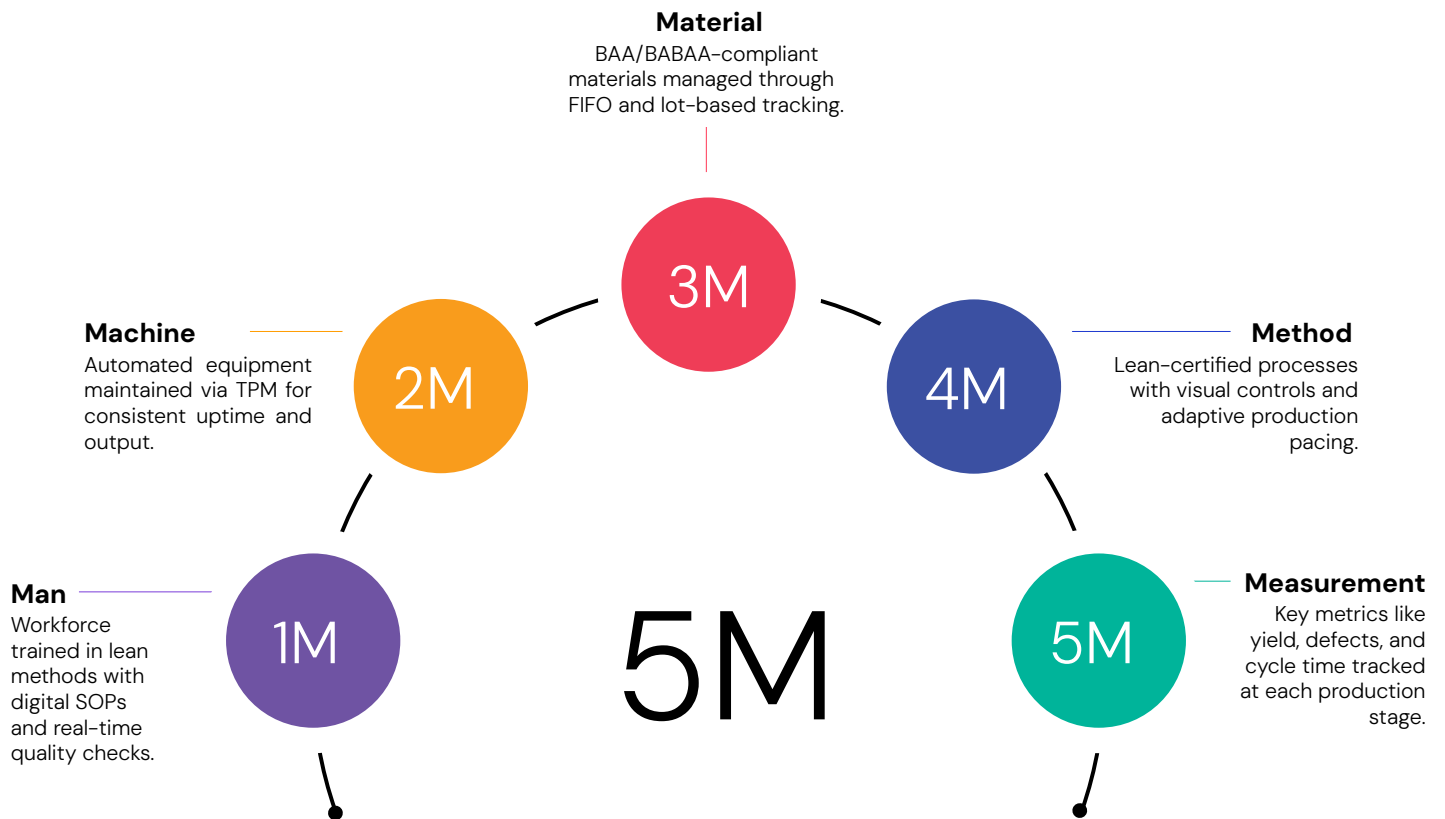 Material
BAA/BABAA-compliant
materials managed through
FIFO and lot-based tracking.
3M
Machine
Automated equipment
maintained via TPM for
consistent uptime and
output.
2M
4M
Method
Lean-certified processes
with visual controls and
adaptive production
pacing.
Man
Workforce
trained in lean
methods with
digital SOPs
and real-time
quality checks.
1M
5M
5M
Measurement
Key metrics like
yield, defects, and
cycle time tracked
at each production
stage.